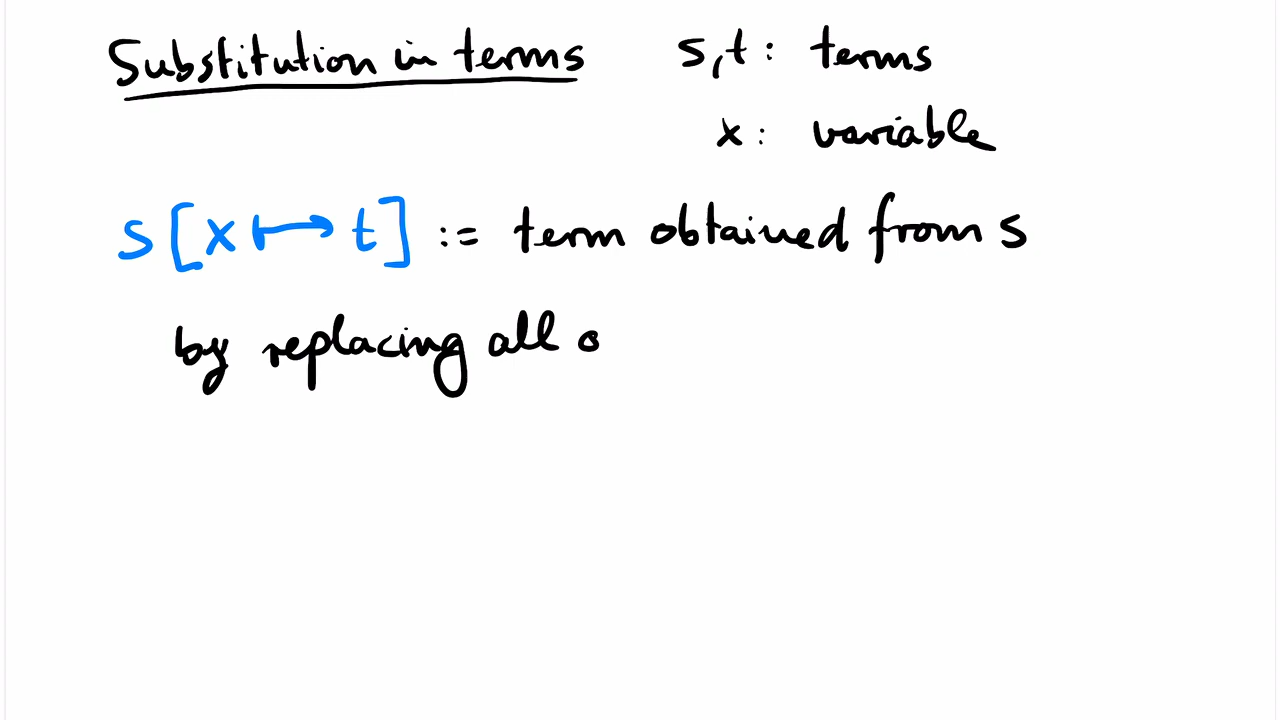 Substitution in terms s,t: terms
x: variable
s[x ↦ t] := term obtained from s
by replacing all o